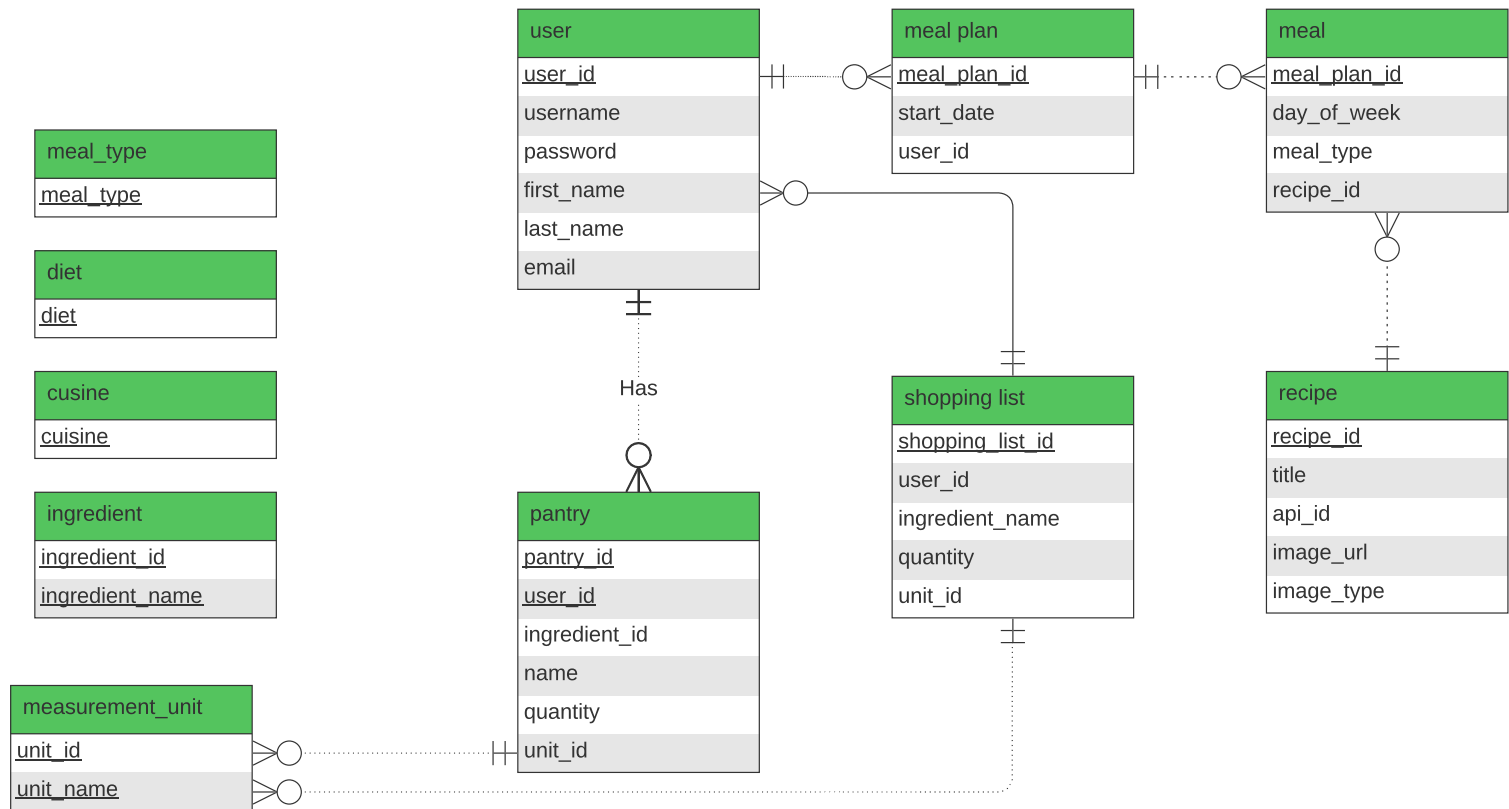 user
user_id
username
password
first_name
last_name
email
meal plan
meal_plan_id
start_date
user_id
meal
meal_plan_id
day_of_week
meal_type
recipe_id
meal_type
meal_type
diet
diet
cusine
cuisine
ingredient
ingredient_id
ingredient_name
Has
shopping list
shopping_list_id
user_id
ingredient_name
quantity
unit_id
recipe
recipe_id
title
api_id
image_url
image_type
pantry
pantry_id
user_id
ingredient_id
name
quantity
unit_id
measurement_unit
unit_id
unit_name